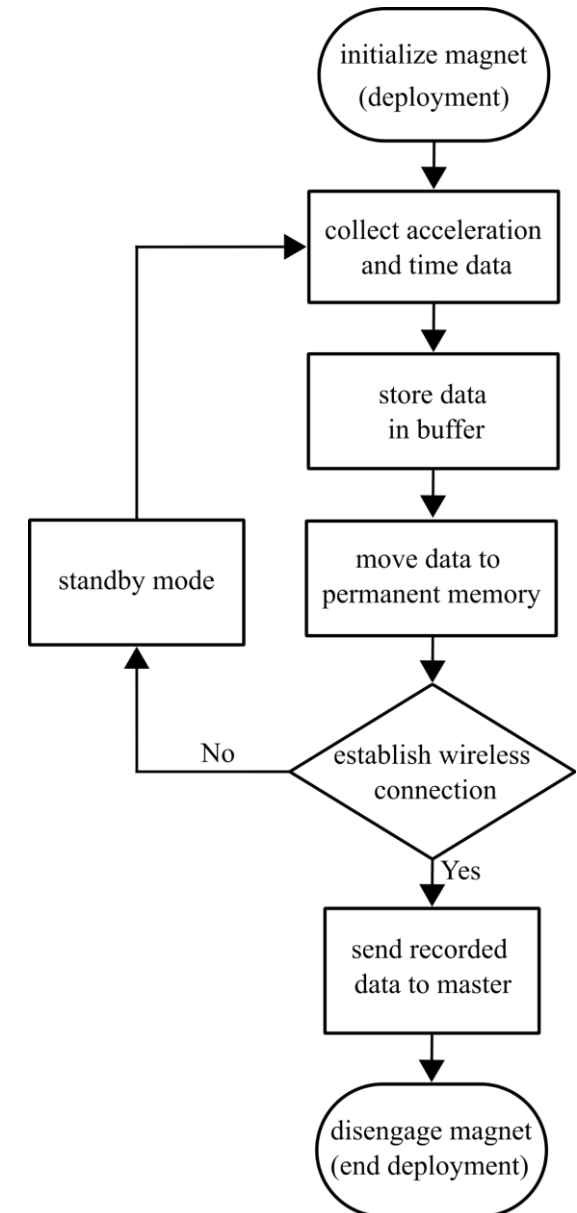 initialize magnet
(deployment)
collect acceleration
and time data
store data
in buffer
move data to
permanent memory
standby mode
No
establish wireless
connection
Yes
send recorded
data to master
disengage magnet
(end deployment)